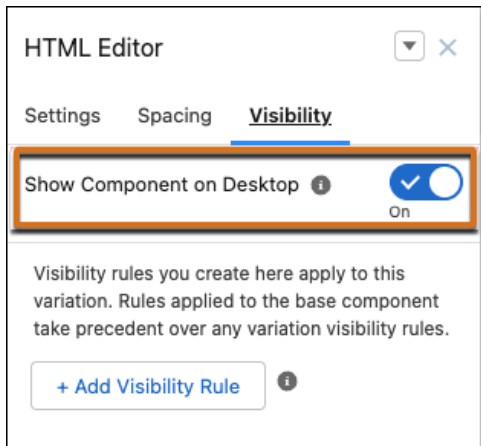 HTML Editor
Settings Spacing Visibility
Show Component on Desktop
On
Visibility rules you create here apply to this
variation. Rules applied to the base component
take precedent over any variation visibility rules.
+ Add Visibility Rule